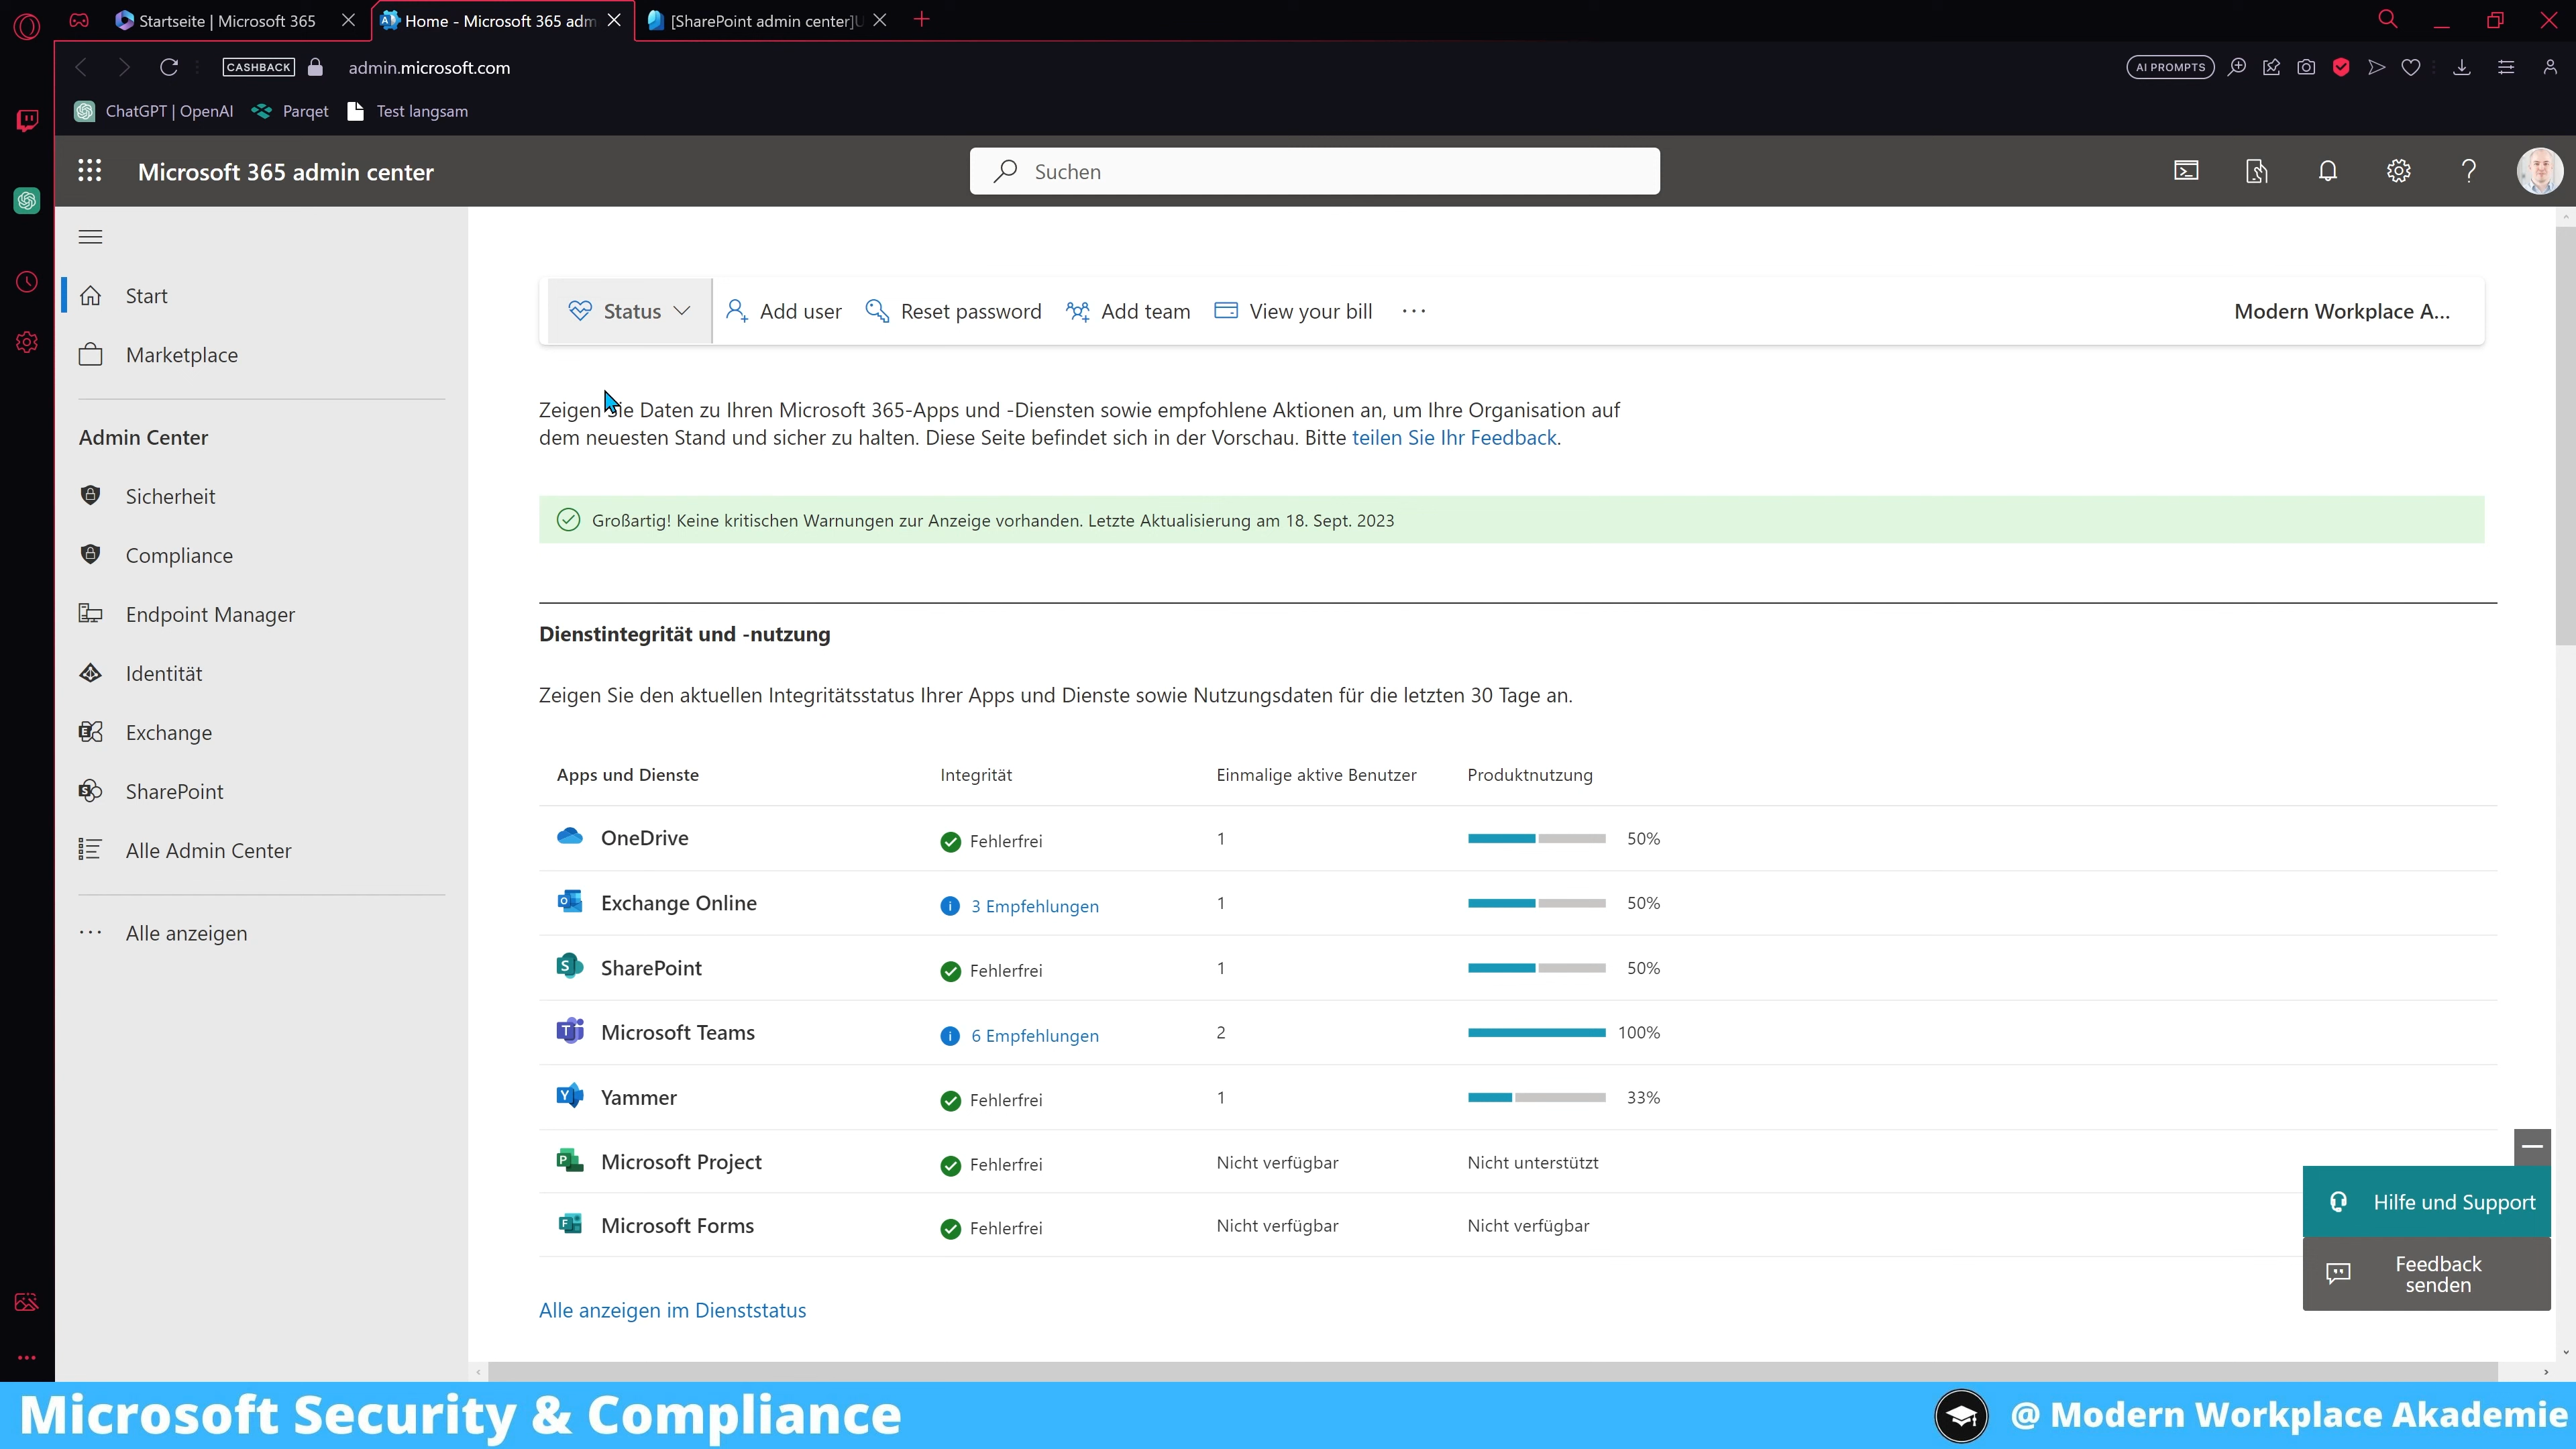 Startseite | Microsoft 365
Home - Microsoft 365 adm
[SharePoint admin center]U
CASHBACK
admin.microsoft.com
AI PROMPTS
ChatGPT | OpenAI
Parqet
Test langsam
Microsoft 365 admin center
Suchen
Start
Marketplace
Admin Center
Sicherheit
Compliance
Endpoint Manager
Identität
Exchange
SharePoint
Alle Admin Center
Alle anzeigen
Status
Add user
Reset password
Add team
View your bill
Modern Workplace A...
Zeigen Sie Daten zu Ihren Microsoft 365-Apps und -Diensten sowie empfohlene Aktionen an, um Ihre Organisation auf
dem neuesten Stand und sicher zu halten. Diese Seite befindet sich in der Vorschau. Bitte teilen Sie Ihr Feedback.
Großartig! Keine kritischen Warnungen zur Anzeige vorhanden. Letzte Aktualisierung am 18. Sept. 2023
Dienstintegrität und -nutzung
Zeigen Sie den aktuellen Integritätsstatus Ihrer Apps und Dienste sowie Nutzungsdaten für die letzten 30 Tage an.
Apps und Dienste Integrität Einmalige aktive Benutzer Produktnutzung
OneDrive Fehlerfrei 1 50%
Exchange Online 3 Empfehlungen 1 50%
SharePoint Fehlerfrei 1 50%
Microsoft Teams 6 Empfehlungen 2 100%
Yammer Fehlerfrei 1 33%
Microsoft Project Fehlerfrei Nicht verfügbar Nicht unterstützt
Microsoft Forms Fehlerfrei Nicht verfügbar Nicht verfügbar
Alle anzeigen im Dienststatus
Hilfe und Support
Feedback
senden
Microsoft Security & Compliance
@ Modern Workplace Akademie